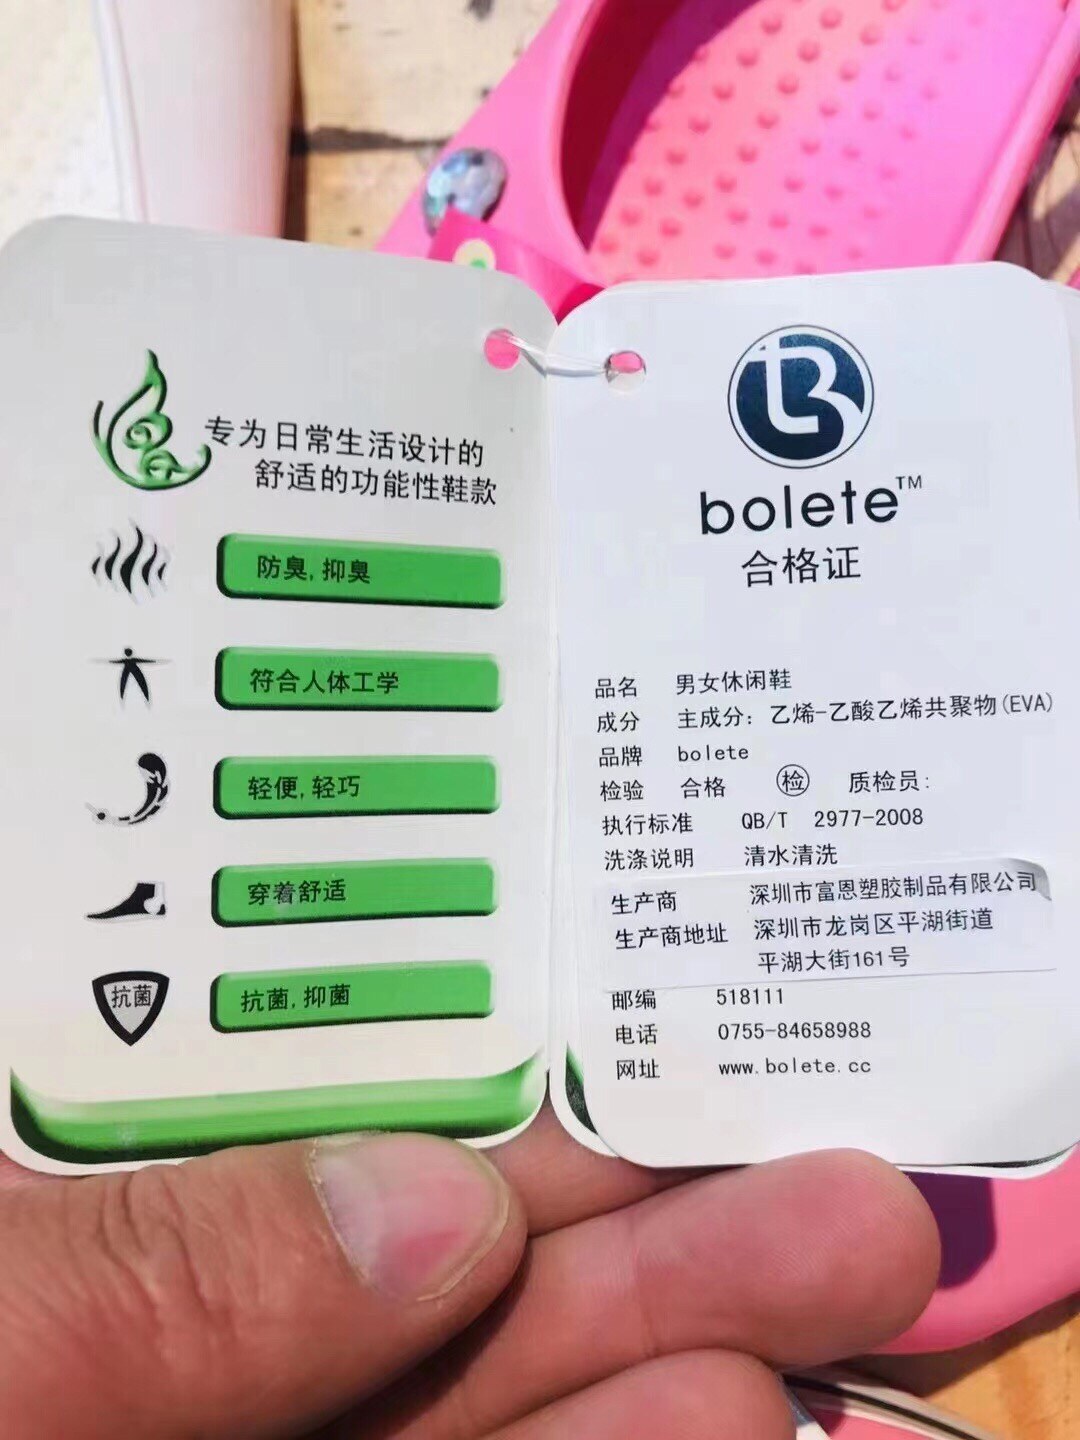 专为日常生活设计的
舒适的功能性鞋款
防臭,抑臭
符合人体工学
轻便,轻巧
穿着舒适
抗菌
抗菌,抑菌
B
bolete™
合格证
品名 男女休闲鞋
成分 主成分：乙烯-乙酸乙烯共聚物(EVA)
品牌 bolete
检验 合格 检 质检员:
执行标准 QB/T 2977-2008
洗涤说明 清水清洗
生产商 深圳市富恩塑胶制品有限公司
生产商地址 深圳市龙岗区平湖街道
平湖大街161号
邮编 518111
电话 0755-84658988
网址 www.bolete.cc